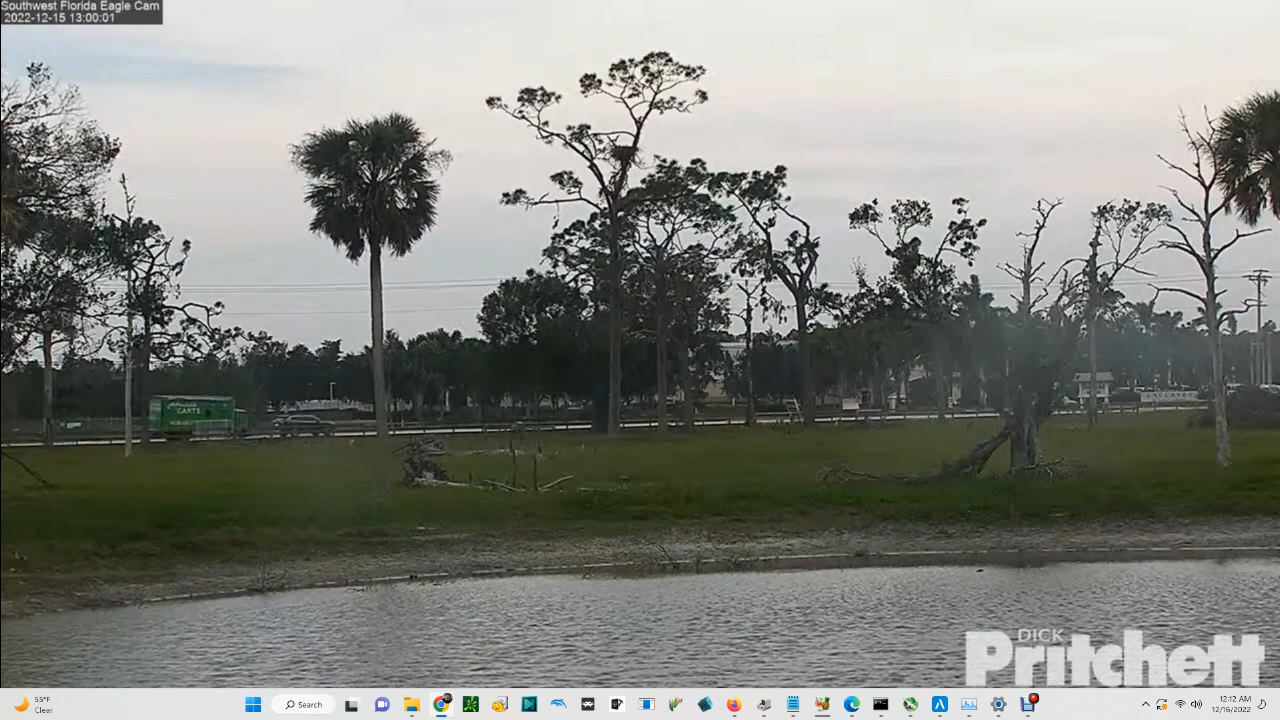 Southwest Florida Eagle Cam
2022-12-15 13:00:01
CARTS
DICK
Pritchett
55°F
Clear
Search
12:12 AM
12/16/2022